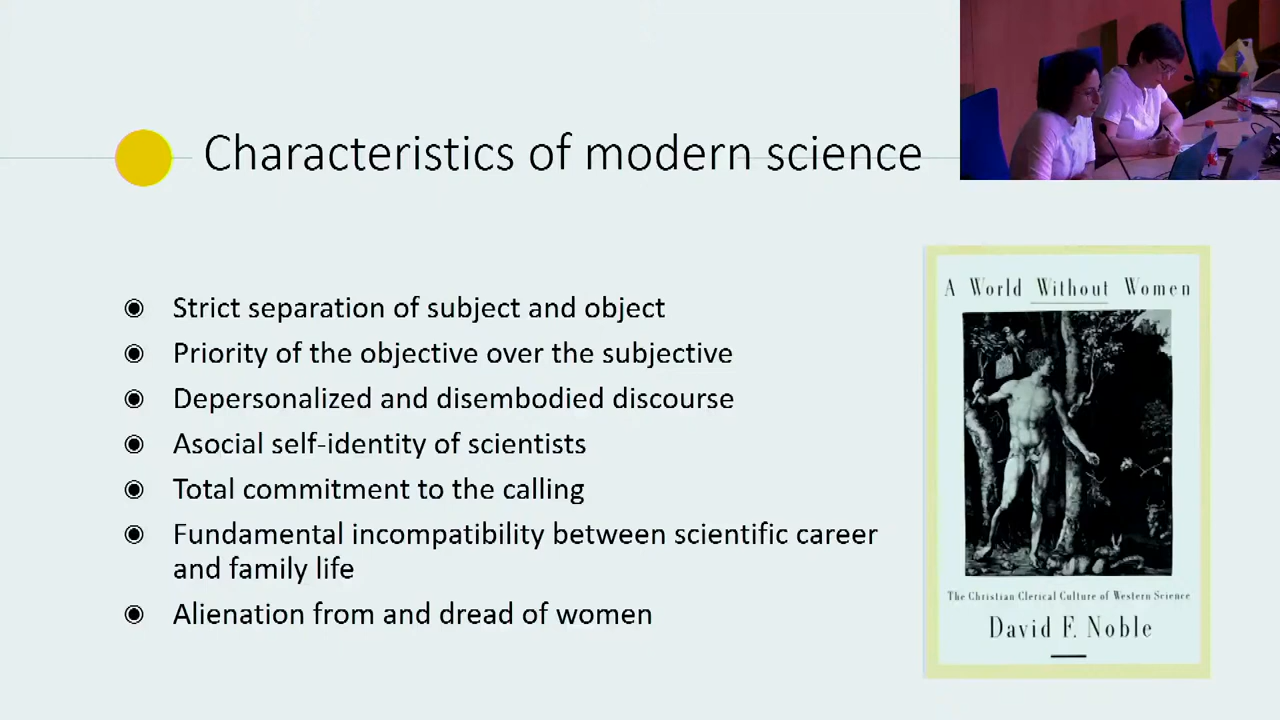 Characteristics of modern science
Strict separation of subject and object
Priority of the objective over the subjective
Depersonalized and disembodied discourse
Asocial self-identity of scientists
Total commitment to the calling
Fundamental incompatibility between scientific career
and family life
Alienation from and dread of women
A World Without Women
The Christian Clerical Culture of Western Science
David F. Noble